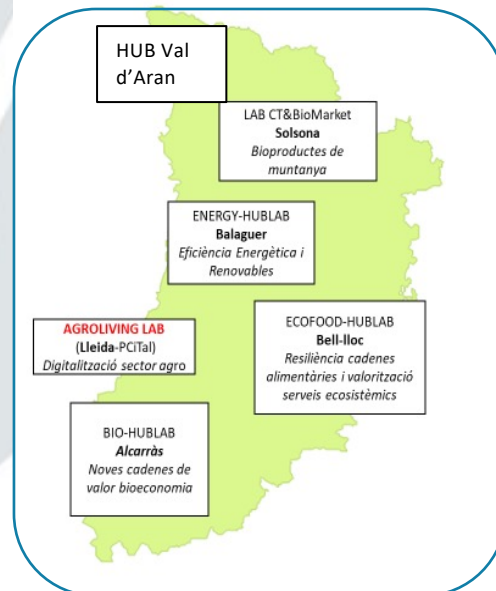 HUB Val
d’Aran
LAB CT&BioMarket
Solsona
Bioproductes de
muntanya
ENERGY-HUBLAB
Balaguer
Eficiència Energètica i
Renovables
AGROLIVING LAB
(Lleida-PCiTal)
Digitalització sector agro
ECOFOOD-HUBLAB
Bell-lloc
Resiliència cadenes
alimentàries i valorització
serveis ecosistèmics
BIO-HUBLAB
Alcarràs
Noves cadenes de
valor bioeconomia